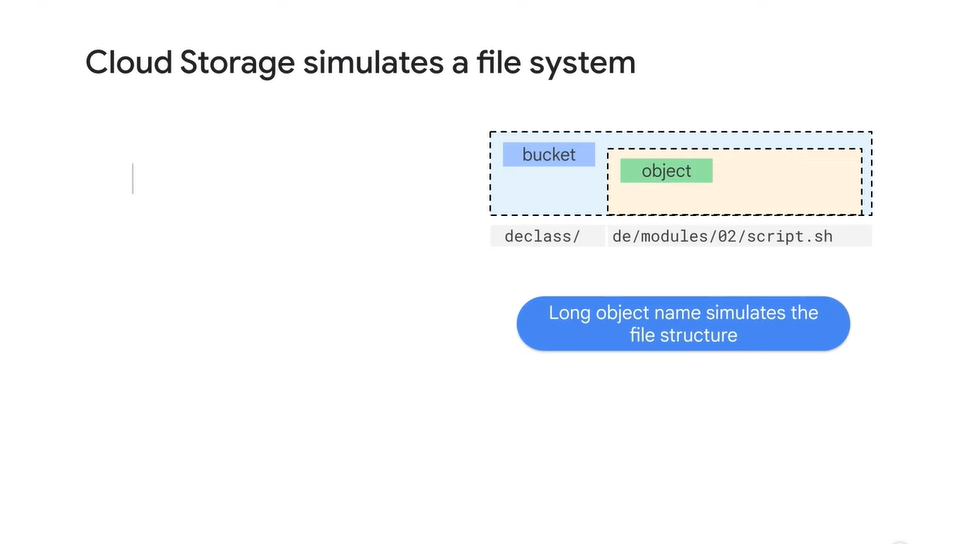 Cloud Storage simulates a file system
bucket
object
declass/
de/modules/02/script.sh
Long object name simulates the
file structure